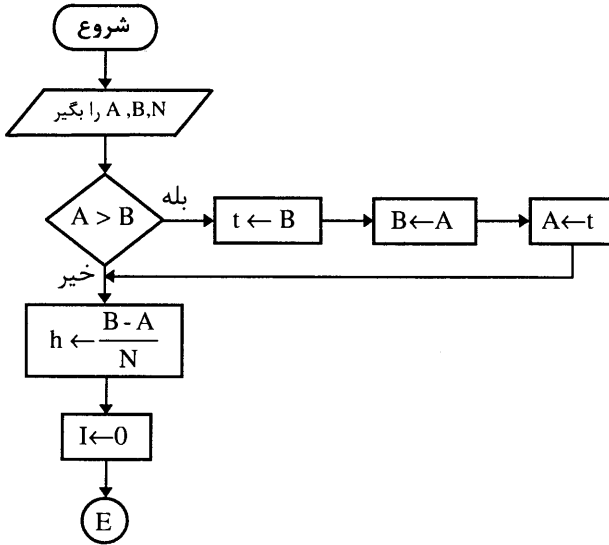 شروع
A ,B,N را بگیر
A > B
بله
t ← B
B←A
A←t
خیر
h ← B - A
N
I←0
E